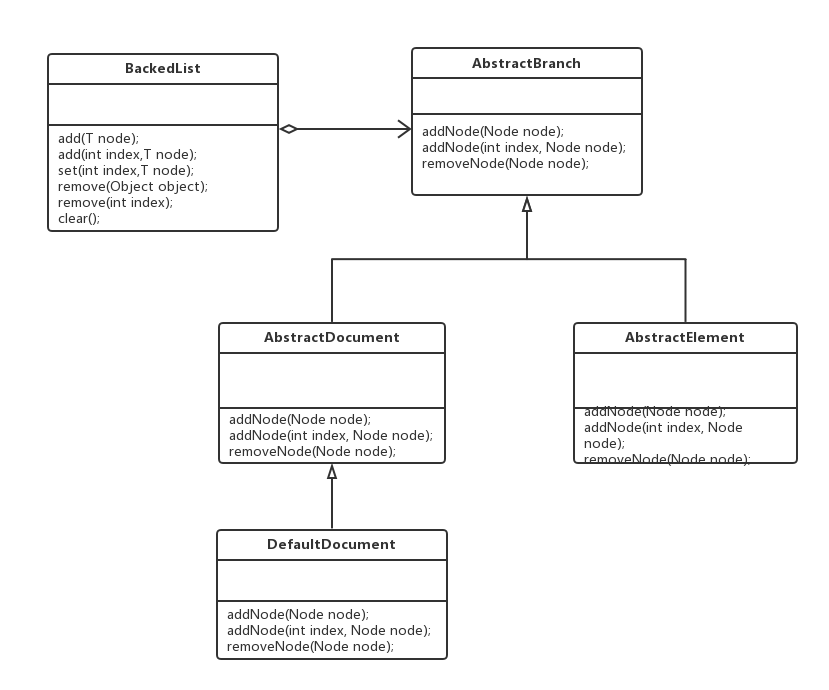 BackedList
add(T node);
add(int index,T node);
set(int index,T node);
remove(Object object);
remove(int index);
clear();
AbstractBranch
addNode(Node node);
addNode(int index, Node node);
removeNode(Node node);
AbstractDocument
addNode(Node node);
addNode(int index, Node node);
removeNode(Node node);
AbstractElement
addNode(Node node);
addNode(int index, Node
node);
removeNode(Node node);
DefaultDocument
addNode(Node node);
addNode(int index, Node node);
removeNode(Node node);